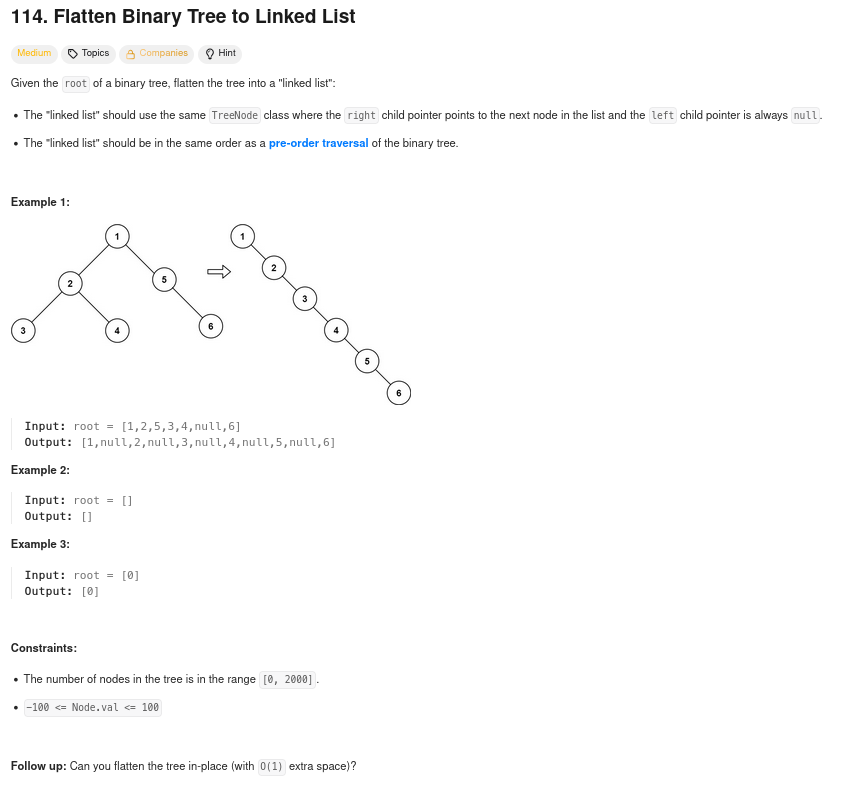 114. Flatten Binary Tree to Linked List
Medium Topics Companies Hint
Given the root of a binary tree, flatten the tree into a "linked list":
• The "linked list" should use the same TreeNode class where the right child pointer points to the next node in the list and the left child pointer is always null.
• The "linked list" should be in the same order as a pre-order traversal of the binary tree.
Example 1:
1 1
2 5 2
3 4 6 3
4
5
6
Input: root = [1,2,5,3,4,null,6]
Output: [1,null,2,null,3,null,4,null,5,null,6]
Example 2:
Input: root = []
Output: []
Example 3:
Input: root = [0]
Output: [0]
Constraints:
• The number of nodes in the tree is in the range [0, 2000].
• -100 <= Node.val <= 100
Follow up: Can you flatten the tree in-place (with O(1) extra space)?